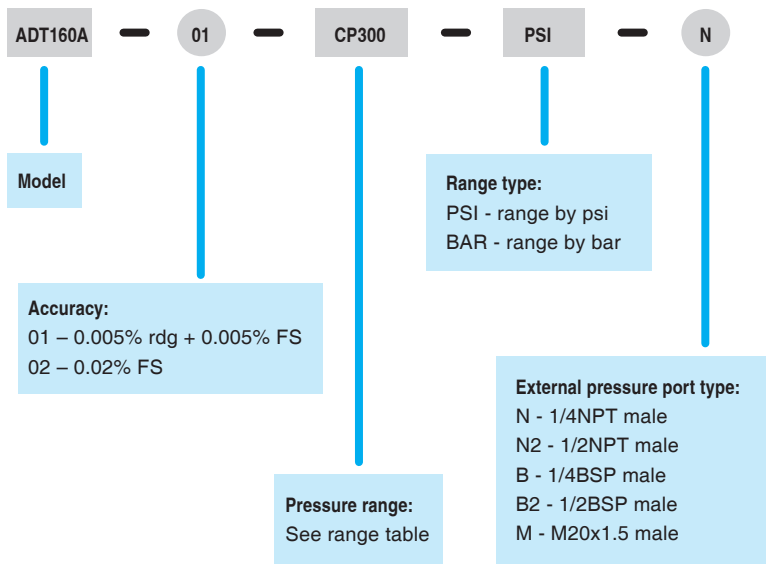 ADT160A – 01 – CP300 – PSI – N
Model
Range type:
PSI - range by psi
BAR - range by bar
Accuracy:
01 – 0.005% rdg + 0.005% FS
02 – 0.02% FS
External pressure port type:
N - 1/4NPT male
N2 - 1/2NPT male
B - 1/4BSP male
B2 - 1/2BSP male
M - M20x1.5 male
Pressure range:
See range table